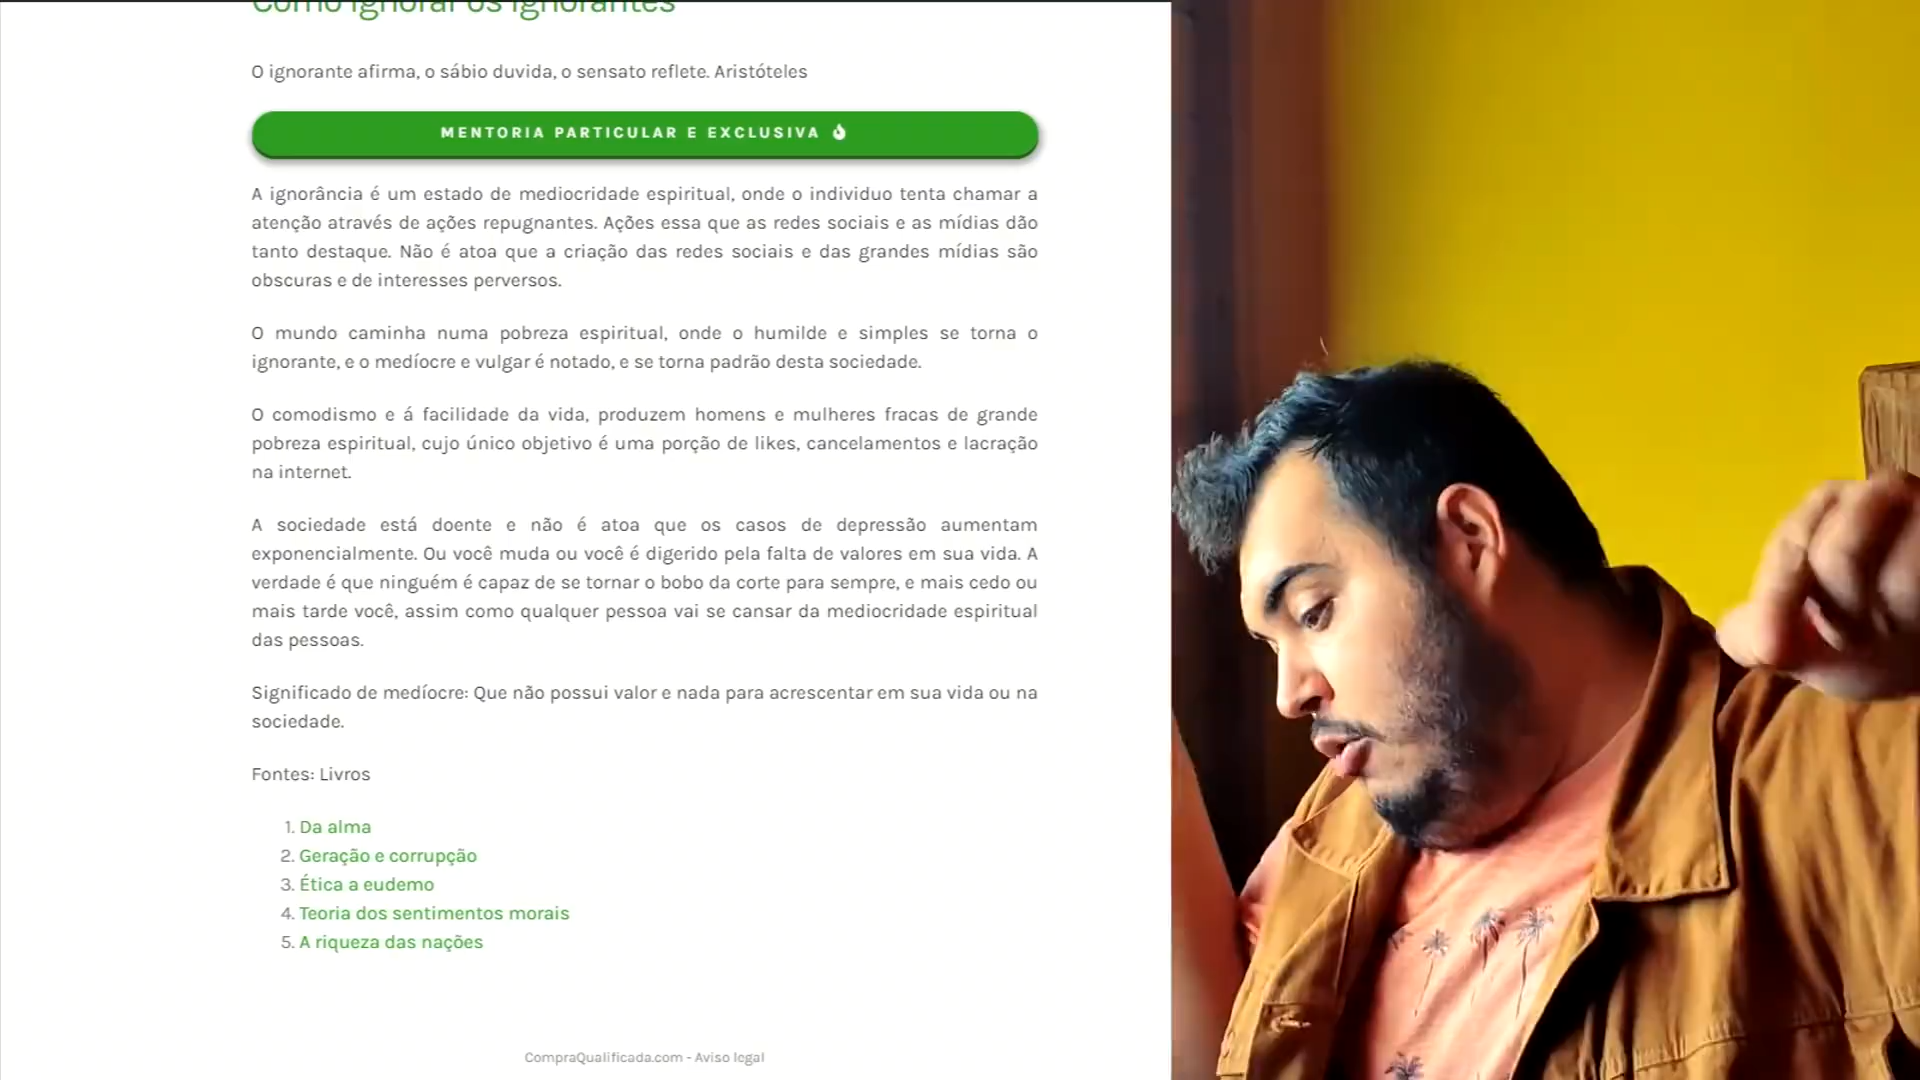 Como ignorar os ignorantes
O ignorante afirma, o sábio duvida, o sensato reflete. Aristóteles
MENTORIA PARTICULAR E EXCLUSIVA
A ignorância é um estado de mediocridade espiritual, onde o individuo tenta chamar a
atenção através de ações repugnantes. Ações essa que as redes sociais e as mídias dão
tanto destaque. Não é atoa que a criação das redes sociais e das grandes mídias são
obscuras e de interesses perversos.
O mundo caminha numa pobreza espiritual, onde o humilde e simples se torna o
ignorante, e o medíocre e vulgar é notado, e se torna padrão desta sociedade.
O comodismo e á facilidade da vida, produzem homens e mulheres fracas de grande
pobreza espiritual, cujo único objetivo é uma porção de likes, cancelamentos e lacração
na internet.
A sociedade está doente e não é atoa que os casos de depressão aumentam
exponencialmente. Ou você muda ou você é digerido pela falta de valores em sua vida. A
verdade é que ninguém é capaz de se tornar o bobo da corte para sempre, e mais cedo ou
mais tarde você, assim como qualquer pessoa vai se cansar da mediocridade espiritual
das pessoas.
Significado de medíocre: Que não possui valor e nada para acrescentar em sua vida ou na
sociedade.
Fontes: Livros
1. Da alma
2. Geração e corrupção
3. Ética a eudemo
4. Teoria dos sentimentos morais
5. A riqueza das nações
CompraQualificada.com - Aviso legal